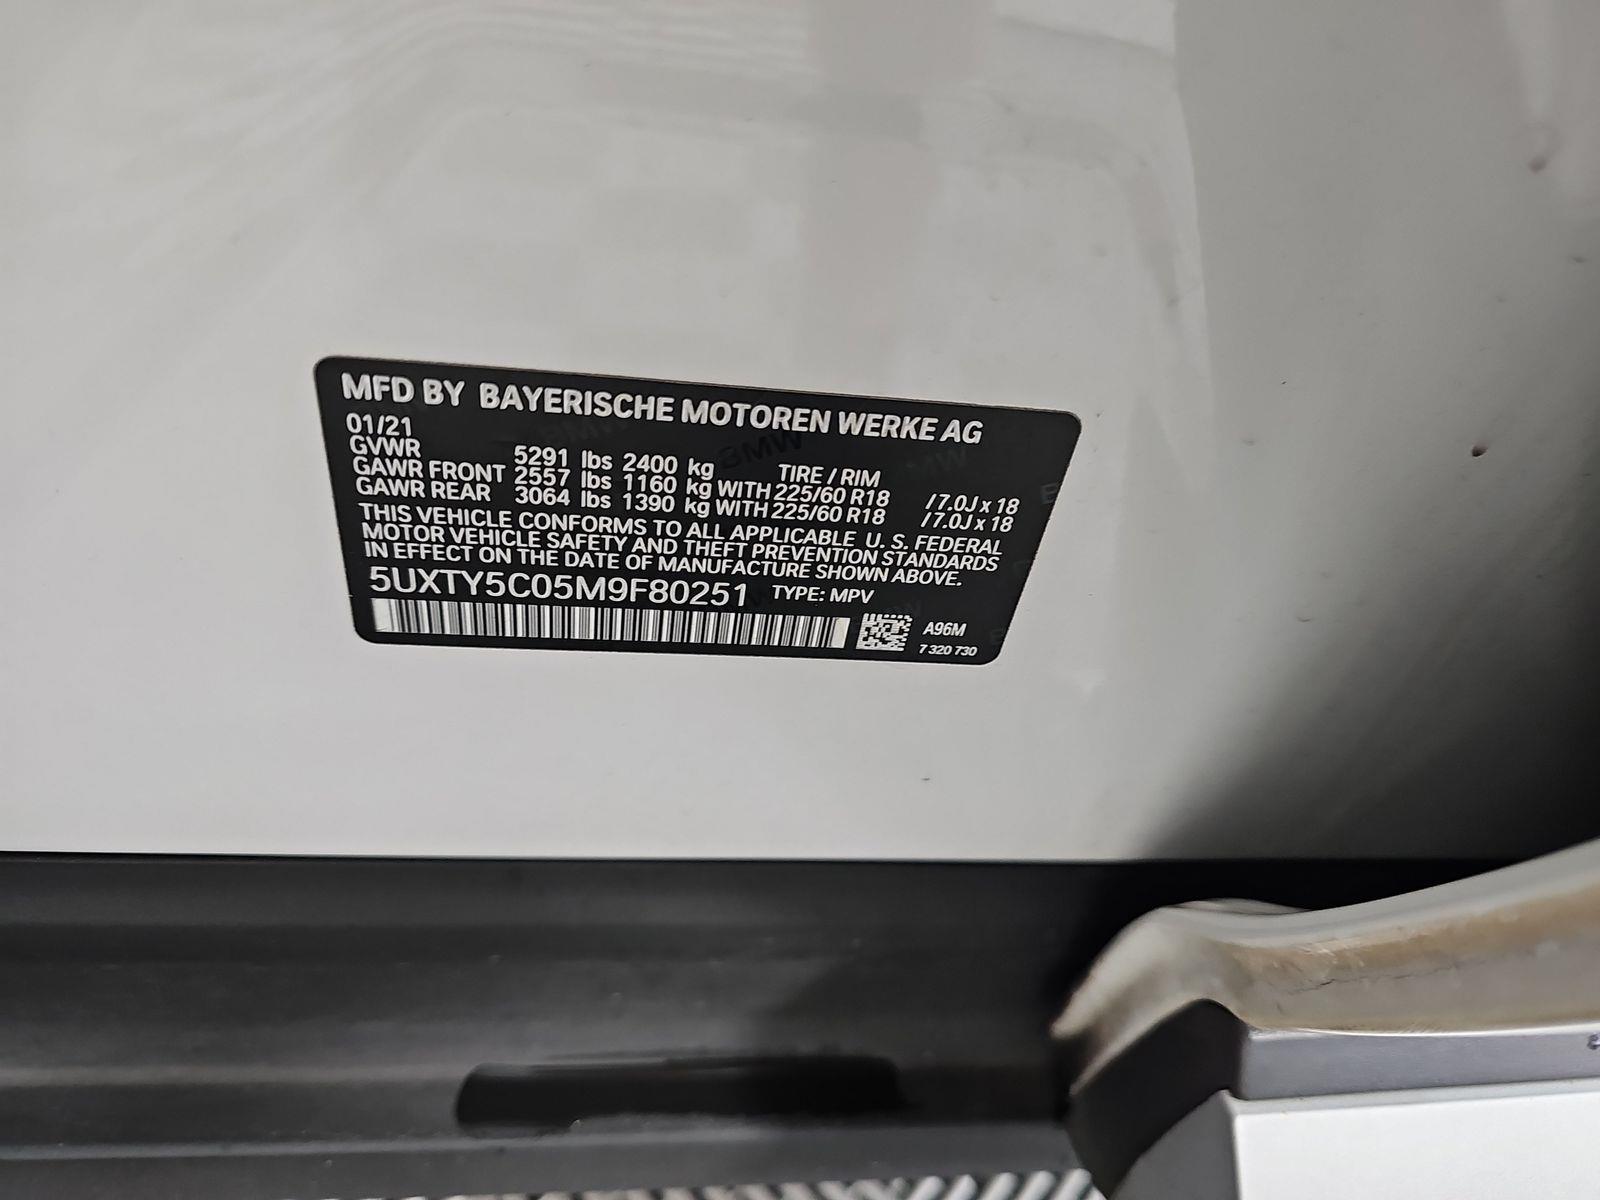 MFD BY BAYERISCHE MOTOREN WERKE AG
01/21
GVWR 5291 lbs 2400 kg TIRE / RIM
GAWR FRONT 2557 lbs 1160 kg WITH 225/60 R18 /7.0J x 18
GAWR REAR 3064 lbs 1390 kg WITH 225/60 R18 /7.0J x 18
THIS VEHICLE CONFORMS TO ALL APPLICABLE U. S. FEDERAL
MOTOR VEHICLE SAFETY AND THEFT PREVENTION STANDARDS
IN EFFECT ON THE DATE OF MANUFACTURE SHOWN ABOVE.
5UXTY5C05M9F80251 TYPE: MPV
A96M
7 320 730